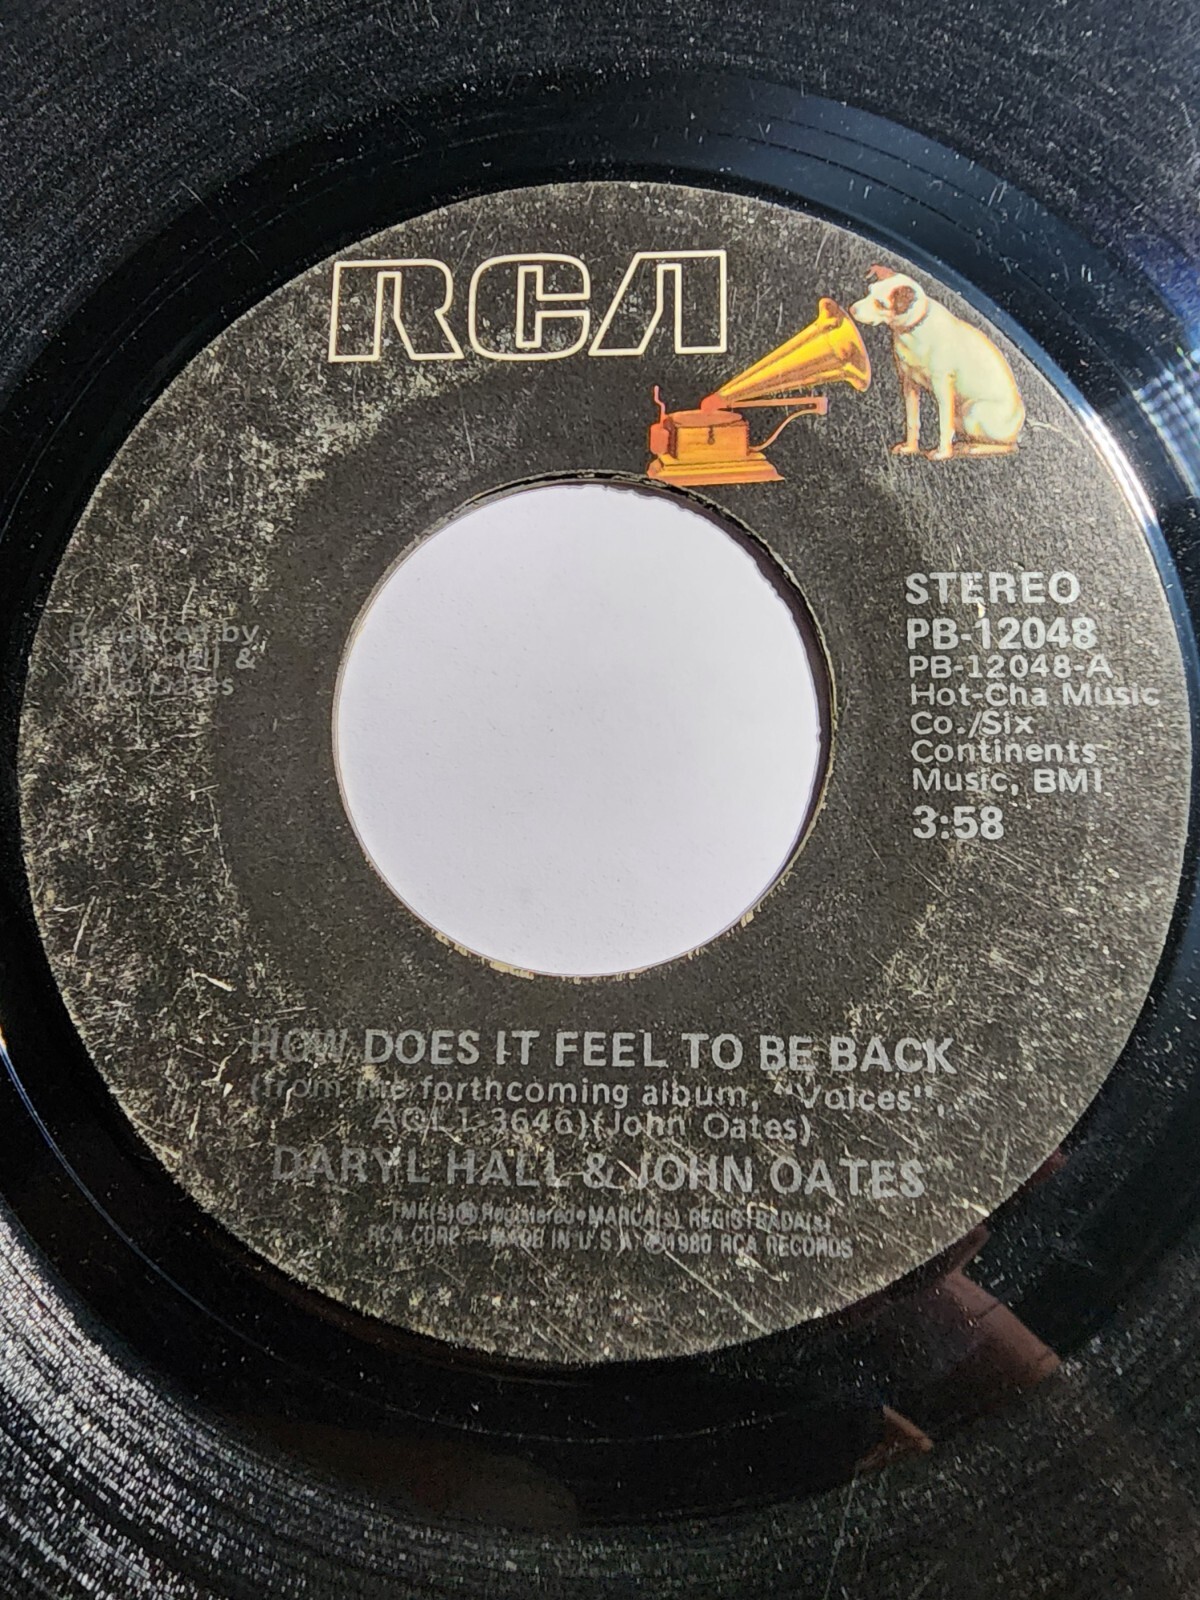 RCA
STEREO
PB-12048
PB-12048-A
Hot-Cha Music
Co./Six
Continents
Music, BMI
3:58
Produced by
Daryl Hall &
John Oates
HOW DOES IT FEEL TO BE BACK
(from the forthcoming album, "Voices",
AQL1-3646)(John Oates)
DARYL HALL & JOHN OATES
TMK(s) ® Registered • MARCA(s) REGISTRADA(s)
RCA CORP.—MADE IN U.S.A. ℗ 1980 RCA RECORDS